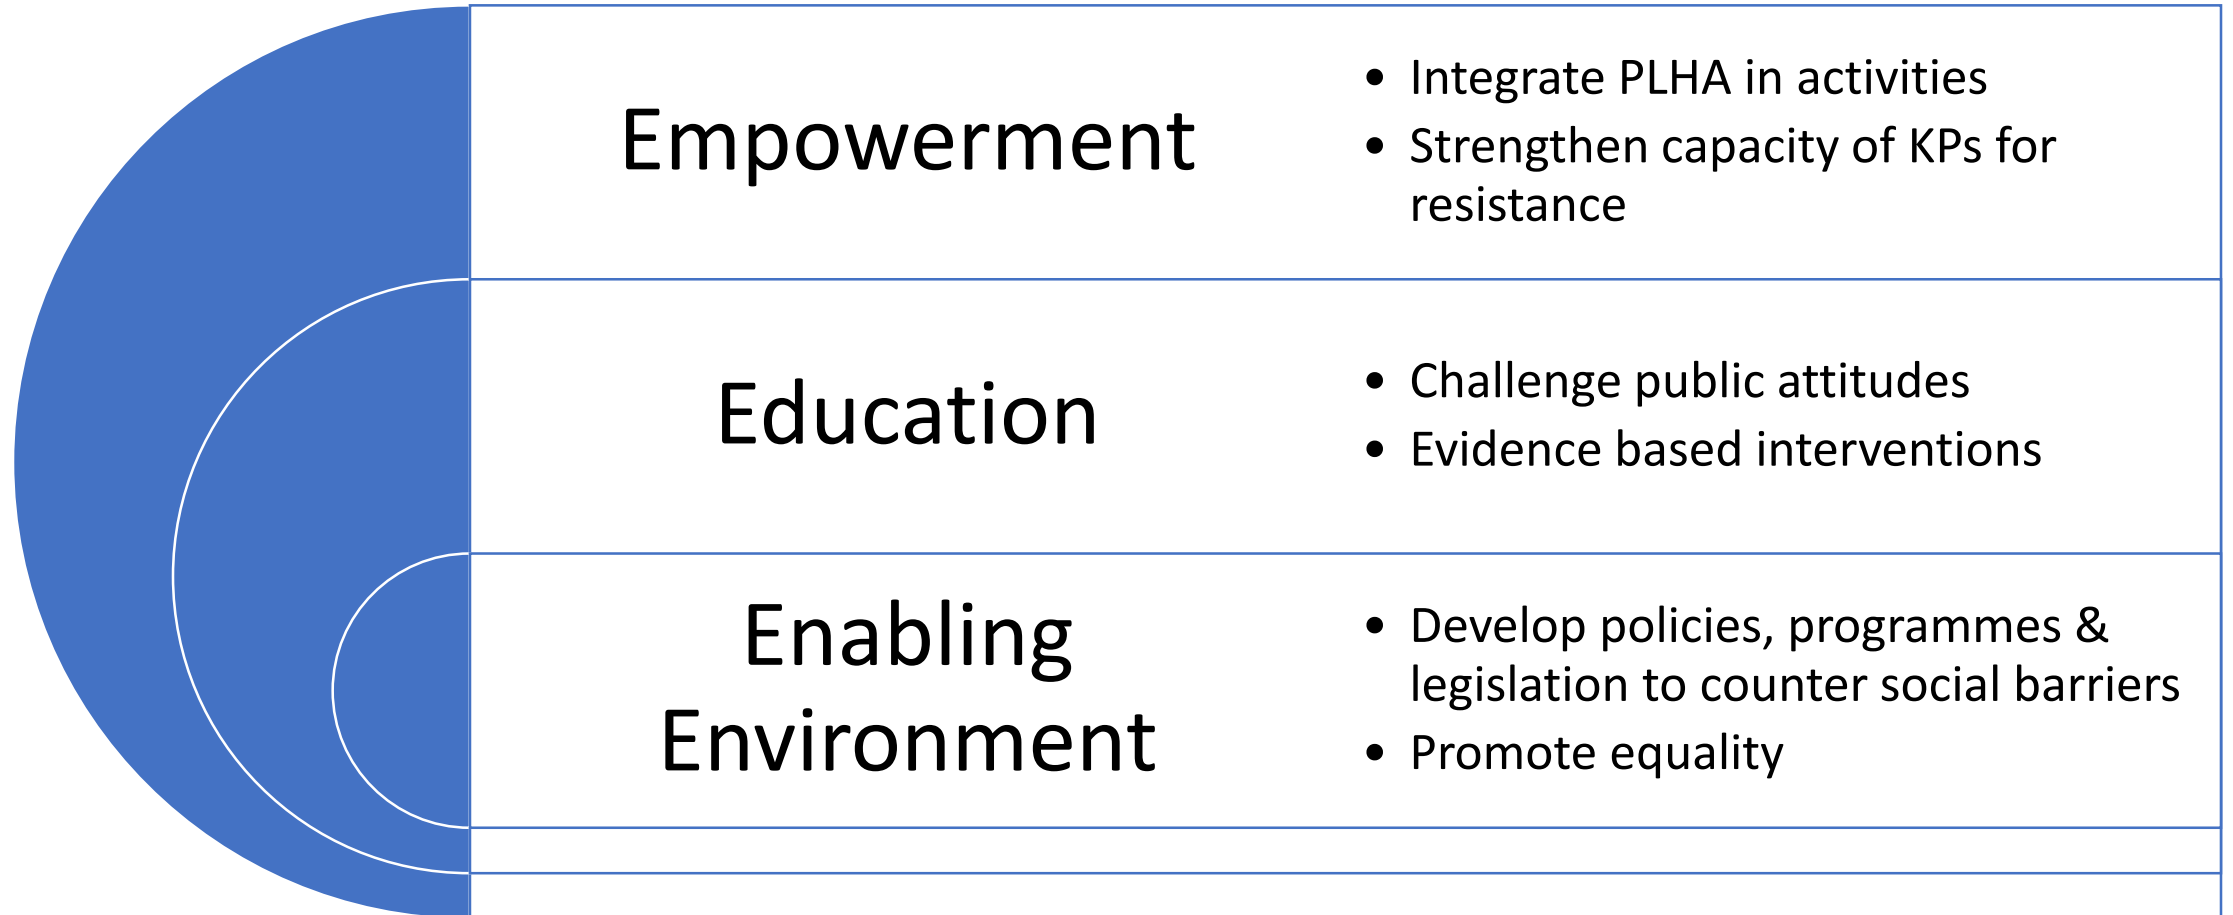 Empowerment
• Integrate PLHA in activities
• Strengthen capacity of KPs for
resistance
Education
• Challenge public attitudes
• Evidence based interventions
Enabling
Environment
• Develop policies, programmes &
legislation to counter social barriers
• Promote equality